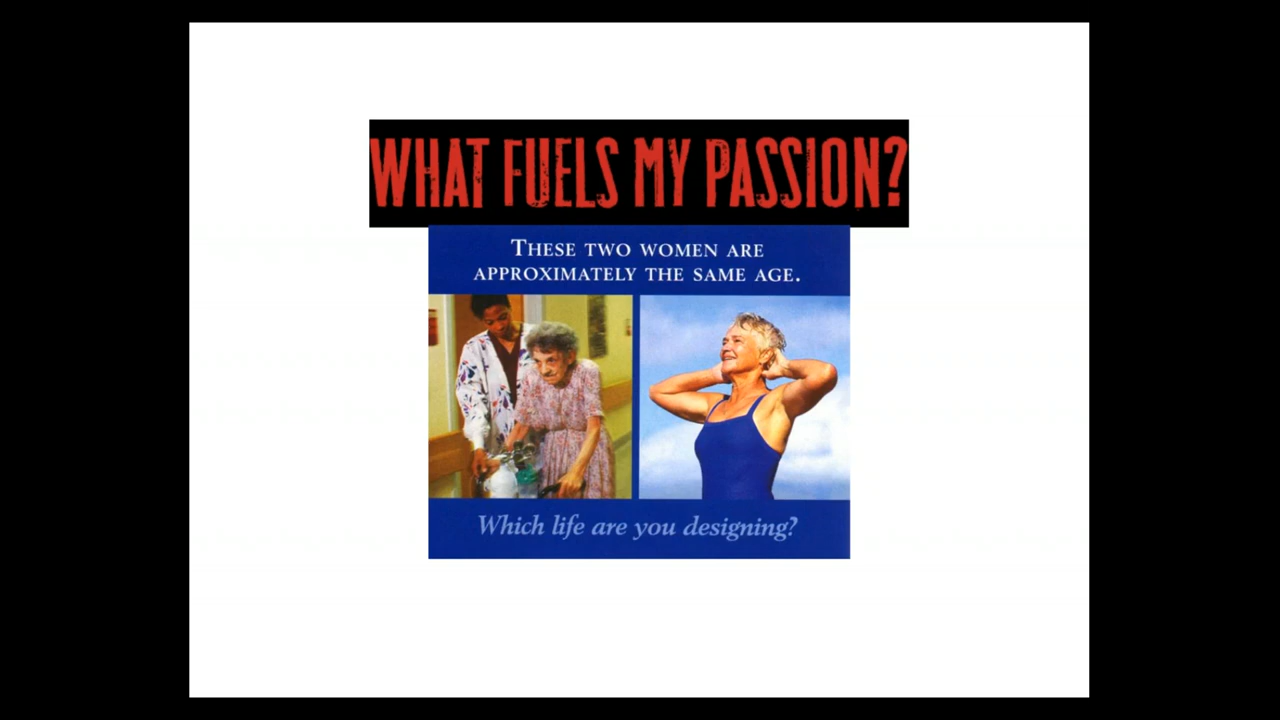 WHAT FUELS MY PASSION?
THESE TWO WOMEN ARE
APPROXIMATELY THE SAME AGE.
Which life are you designing?